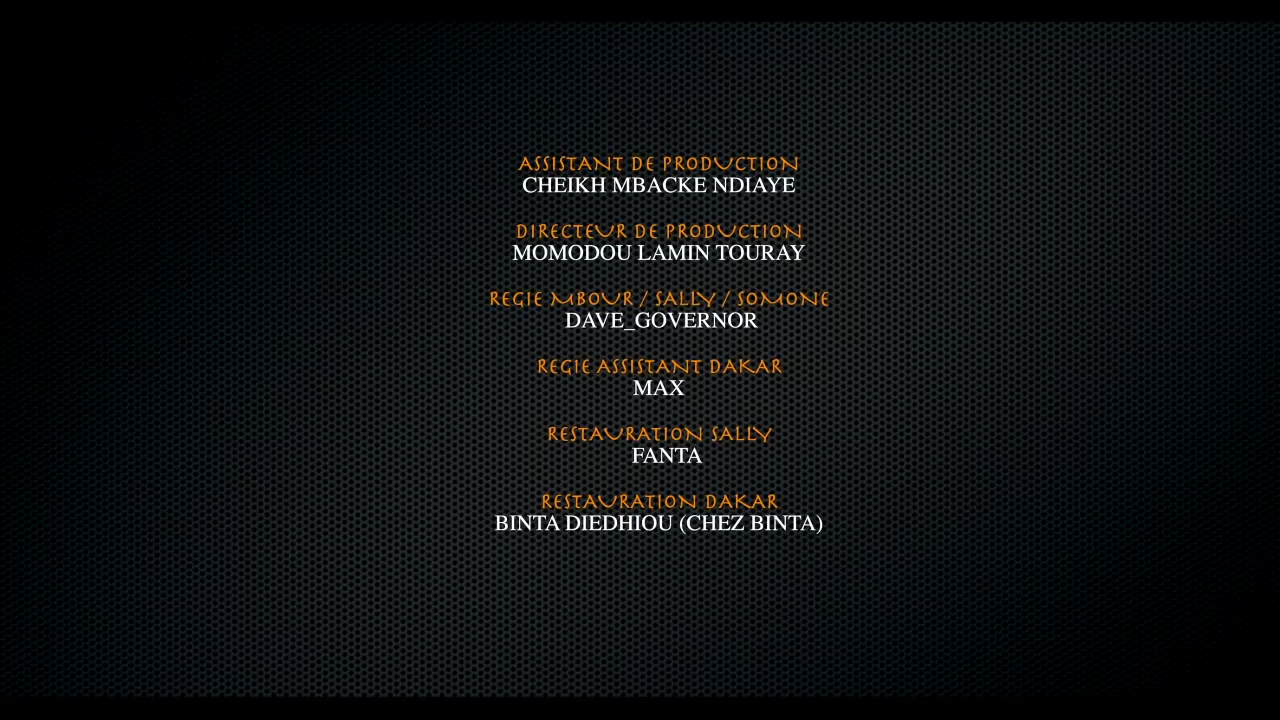 ASSISTANT DE PRODUCTION
CHEIKH MBACKE NDIAYE
DIRECTEUR DE PRODUCTION
MOMODOU LAMIN TOURAY
REGIE MBOUR / SALLY / SOMONE
DAVE_GOVERNOR
REGIE ASSISTANT DAKAR
MAX
RESTAURATION SALLY
FANTA
RESTAURATION DAKAR
BINTA DIEDHIOU (CHEZ BINTA)